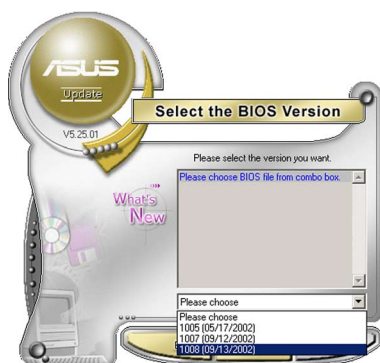 ASUS
Update
V5.25.01
Select the BIOS Version
Please select the version you want.
What's
New
Please choose BIOS file from combo box.
Please choose
Please choose
1005 (05/17/2002)
1007 (09/12/2002)
1008 (09/13/2002)